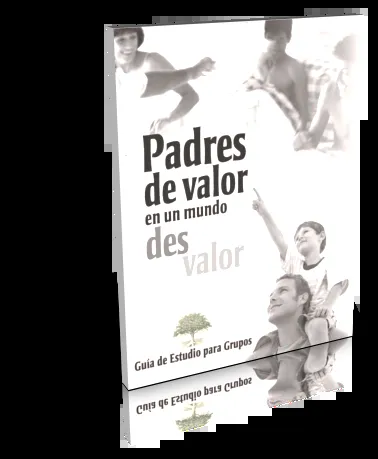 Padres
de valor
en un mundo
des
valor
Guía de Estudio para Grupos